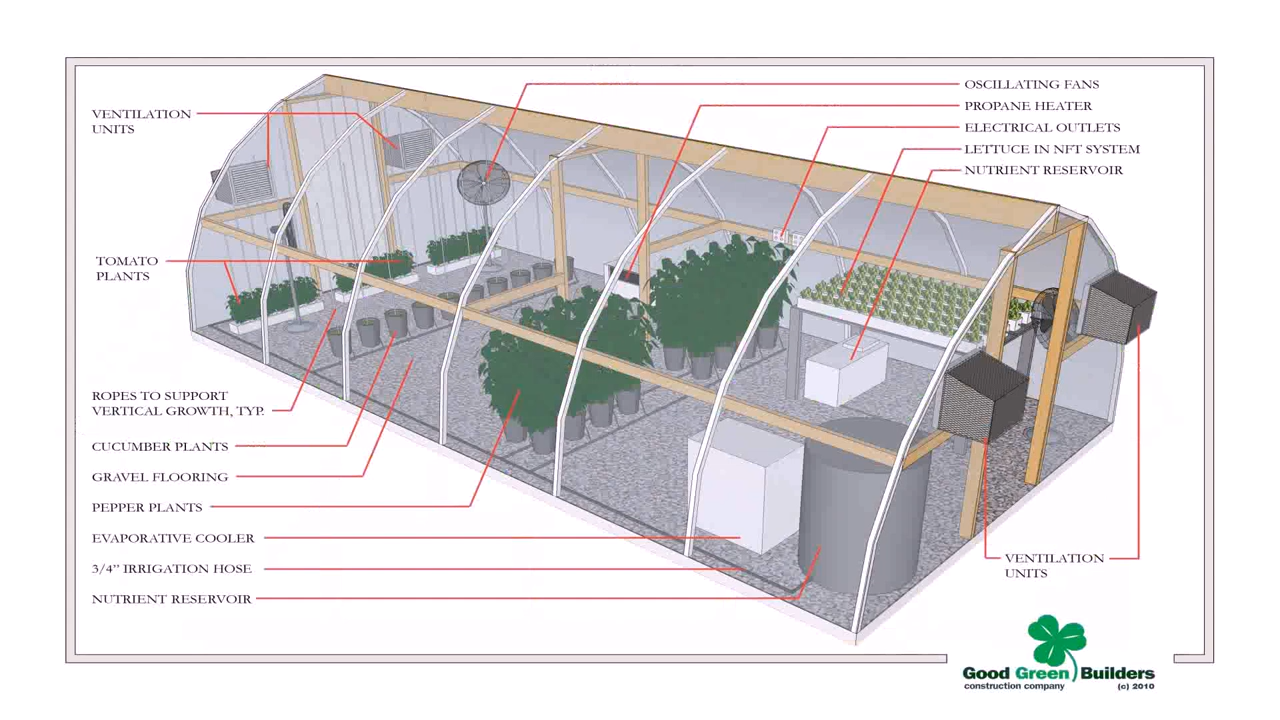 VENTILATION
UNITS
TOMATO
PLANTS
ROPES TO SUPPORT
VERTICAL GROWTH, TYP.
CUCUMBER PLANTS
GRAVEL FLOORING
PEPPER PLANTS
EVAPORATIVE COOLER
3/4” IRRIGATION HOSE
NUTRIENT RESERVOIR
OSCILLATING FANS
PROPANE HEATER
ELECTRICAL OUTLETS
LETTUCE IN NFT SYSTEM
NUTRIENT RESERVOIR
VENTILATION
UNITS
Good Green Builders
construction company (c) 2010